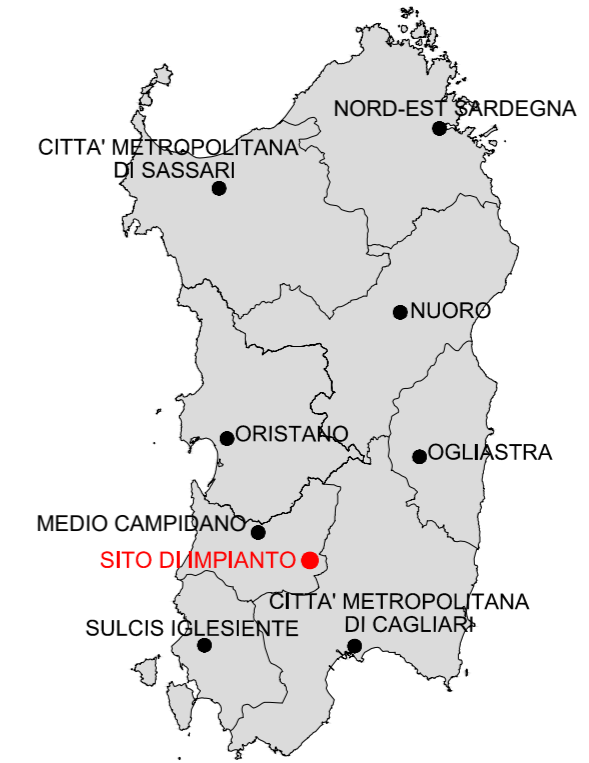 NORD-EST SARDEGNA
CITTA' METROPOLITANA
DI SASSARI
NUORO
ORISTANO
OGLIASTRA
MEDIO CAMPIDANO
SITO DI IMPIANTO
CITTA' METROPOLITANA
DI CAGLIARI
SULCIS IGLESIENTE